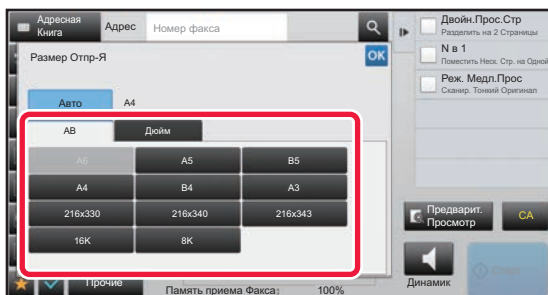 Адресная
Книга
Адрес
Номер факса
Размер Отпр-Я
OK
Авто
A4
AB
Дюйм
A6
A5
B5
A4
B4
A3
216x330
216x340
216x343
16K
8K
Прочие
Память приема Факса:
100%
Двойн.Прос.Стр
Разделить на 2 Страницы
N в 1
Поместить Неск. Стр. на Одной
Реж. Медл.Прос
Сканир. Тонкий Оригинал
Предварит.
Просмотр
CA
Динамик
Старт